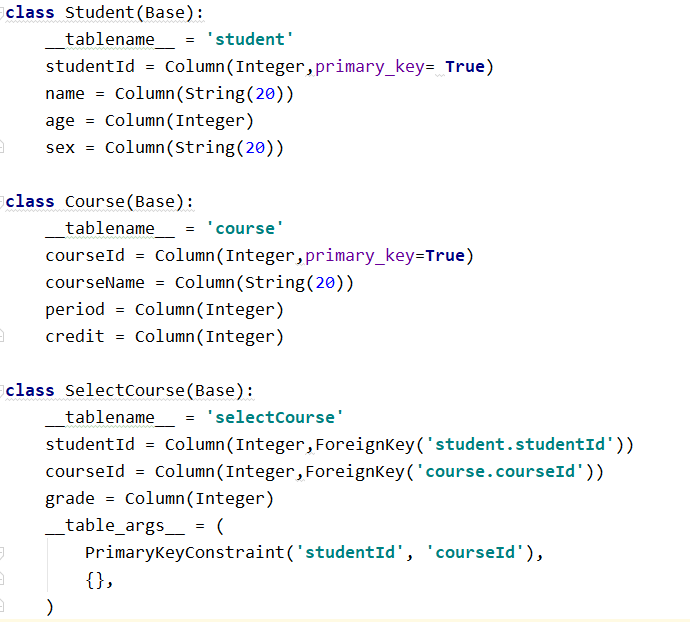 class Student(Base):
    __tablename__ = 'student'
    studentId = Column(Integer,primary_key= True)
    name = Column(String(20))
    age = Column(Integer)
    sex = Column(String(20))

class Course(Base):
    __tablename__ = 'course'
    courseId = Column(Integer,primary_key=True)
    courseName = Column(String(20))
    period = Column(Integer)
    credit = Column(Integer)

class SelectCourse(Base):
    __tablename__ = 'selectCourse'
    studentId = Column(Integer,ForeignKey('student.studentId'))
    courseId = Column(Integer,ForeignKey('course.courseId'))
    grade = Column(Integer)
    __table_args__ = (
        PrimaryKeyConstraint('studentId', 'courseId'),
        {},
    )